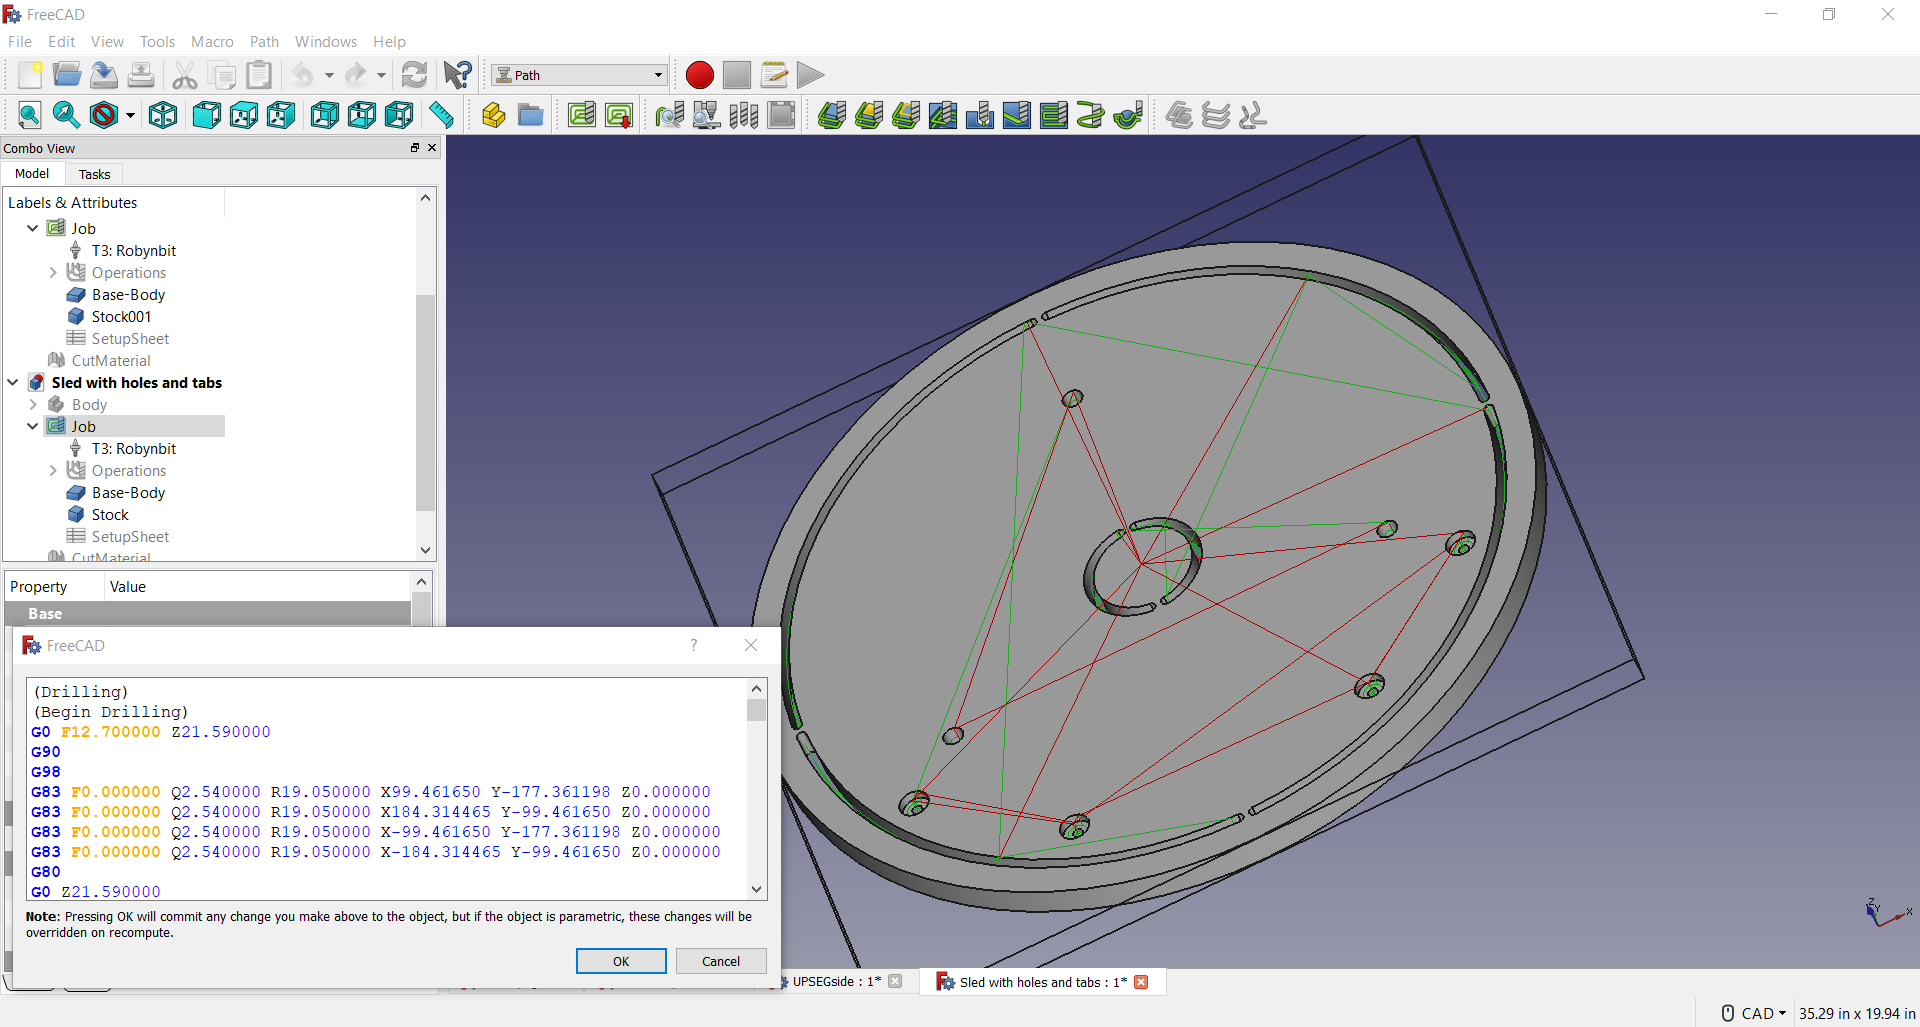 FreeCAD
File Edit View Tools Macro Path Windows Help
Path
Combo View
Model Tasks
Labels & Attributes
Job
T3: Robynbit
Operations
Base-Body
Stock001
SetupSheet
CutMaterial
Sled with holes and tabs
Body
Job
T3: Robynbit
Operations
Base-Body
Stock
SetupSheet
CutMaterial
Property Value
Base
FreeCAD
?
(Drilling)
(Begin Drilling)
G0 F12.700000 Z21.590000
G90
G98
G83 F0.000000 Q2.540000 R19.050000 X99.461650 Y-177.361198 Z0.000000
G83 F0.000000 Q2.540000 R19.050000 X184.314465 Y-99.461650 Z0.000000
G83 F0.000000 Q2.540000 R19.050000 X-99.461650 Y-177.361198 Z0.000000
G83 F0.000000 Q2.540000 R19.050000 X-184.314465 Y-99.461650 Z0.000000
G80
G0 Z21.590000
Note: Pressing OK will commit any change you make above to the object, but if the object is parametric, these changes will be
overridden on recompute.
OK Cancel
Z
Y
X
UPSEGside : 1*
Sled with holes and tabs : 1*
CAD 35.29 in x 19.94 in